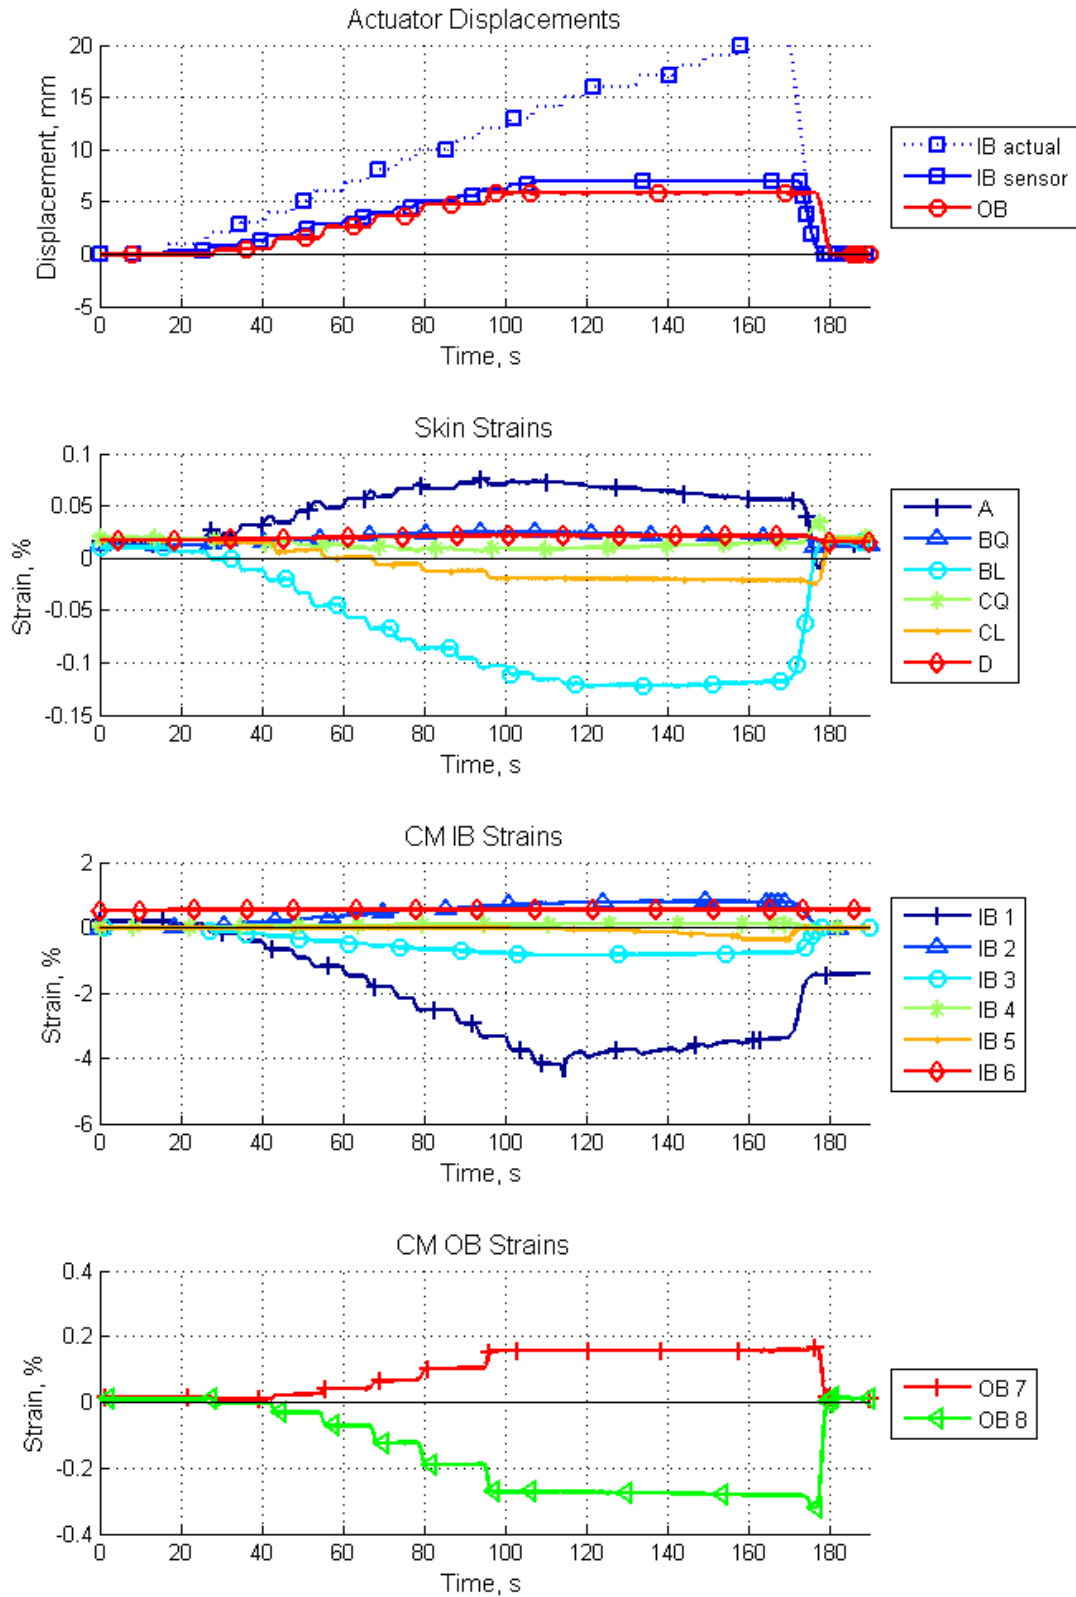 Actuator Displacements
Displacement, mm
20
15
10
5
0
-5
0 20 40 60 80 100 120 140 160 180
Time, s
IB actual
IB sensor
OB
Skin Strains
Strain, %
0.1
0.05
0
-0.05
-0.1
-0.15
0 20 40 60 80 100 120 140 160 180
Time, s
A
BQ
BL
CQ
CL
D
CM IB Strains
Strain, %
2
0
-2
-4
-6
0 20 40 60 80 100 120 140 160 180
Time, s
IB 1
IB 2
IB 3
IB 4
IB 5
IB 6
CM OB Strains
Strain, %
0.4
0.2
0
-0.2
-0.4
0 20 40 60 80 100 120 140 160 180
Time, s
OB 7
OB 8